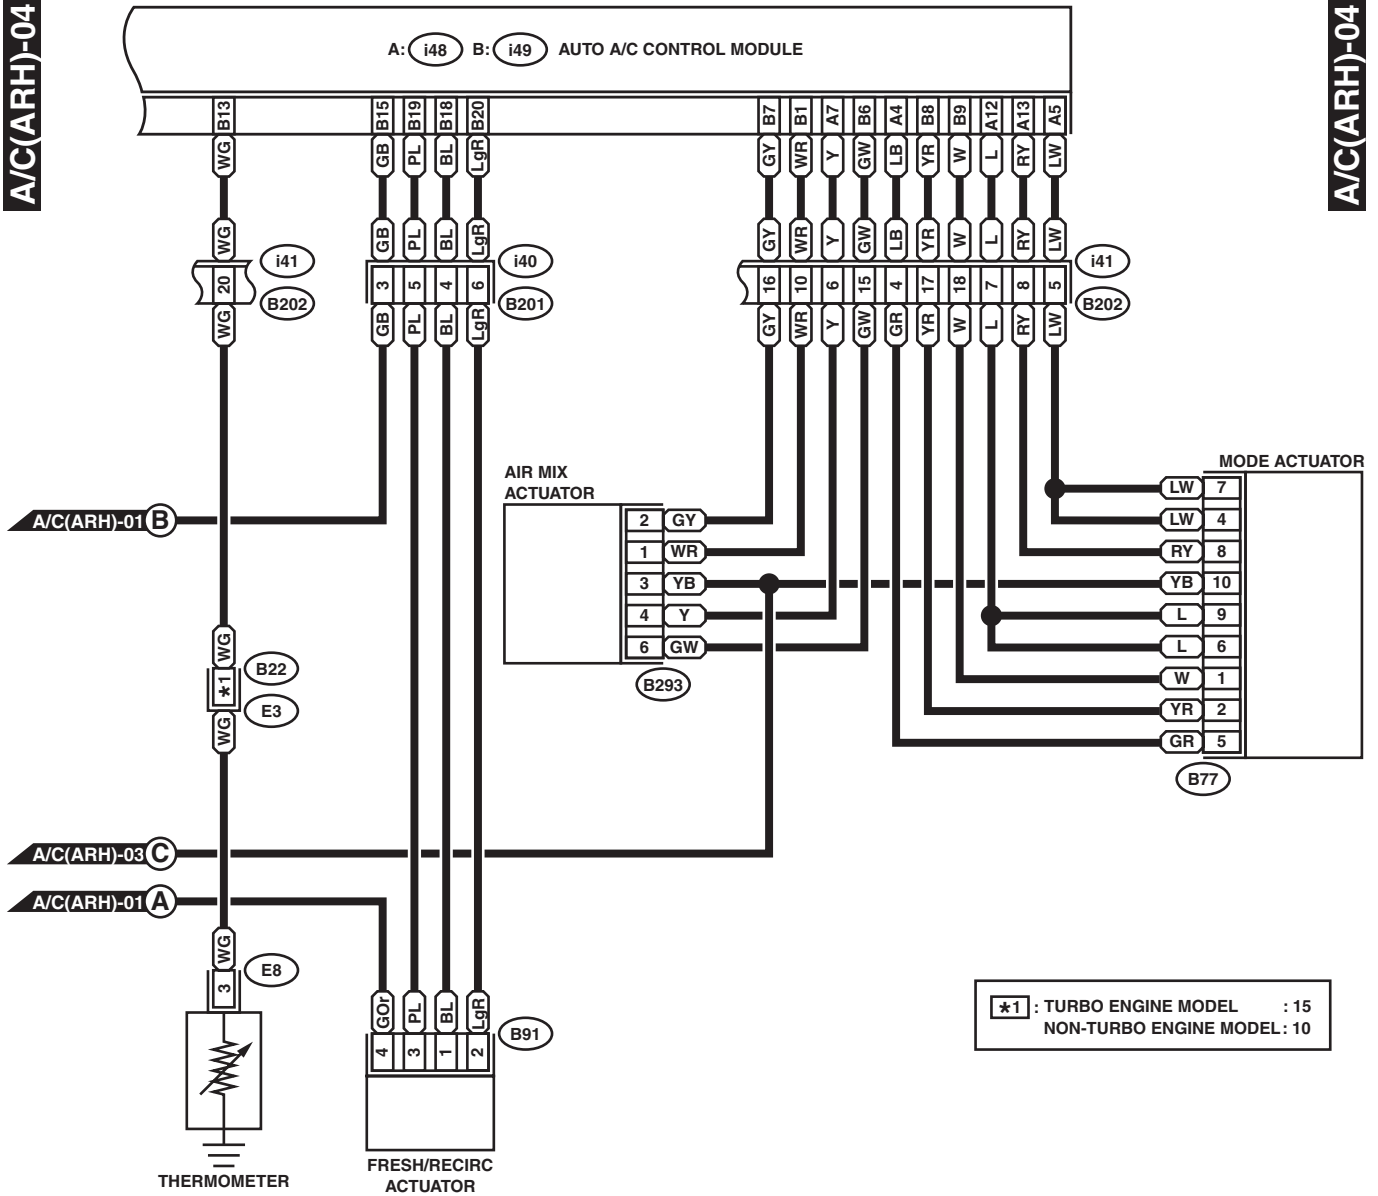 A/C(ARH)-04
A/C(ARH)-04
A: i48 B: i49 AUTO A/C CONTROL MODULE
B13 B15 B19 B18 B20 B7 B1 A7 B6 A4 B8 B9 A12 A13 A5
WG GB PL BL LgR GY WR Y GW LB YR W L RY LW
WG GB PL BL LgR GY WR Y GW LB YR W L RY LW
i41 i40 i41
20 3 5 4 6 16 10 6 15 4 17 18 7 8 5
B202 B201 B202
WG GB PL BL LgR GY WR Y GW GR YR W L RY LW
AIR MIX
ACTUATOR
MODE ACTUATOR
LW 7
A/C(ARH)-01 B
2 GY
LW 4
1 WR
RY 8
3 YB
YB 10
4 Y
L 9
6 GW
L 6
WG
B22
B293
W 1
*1
E3
YR 2
WG
GR 5
B77
A/C(ARH)-03 C
A/C(ARH)-01 A
WG
E8
3
GOr PL BL LgR
B91
4 3 1 2
*1 : TURBO ENGINE MODEL : 15
NON-TURBO ENGINE MODEL : 10
THERMOMETER
FRESH/RECIRC
ACTUATOR